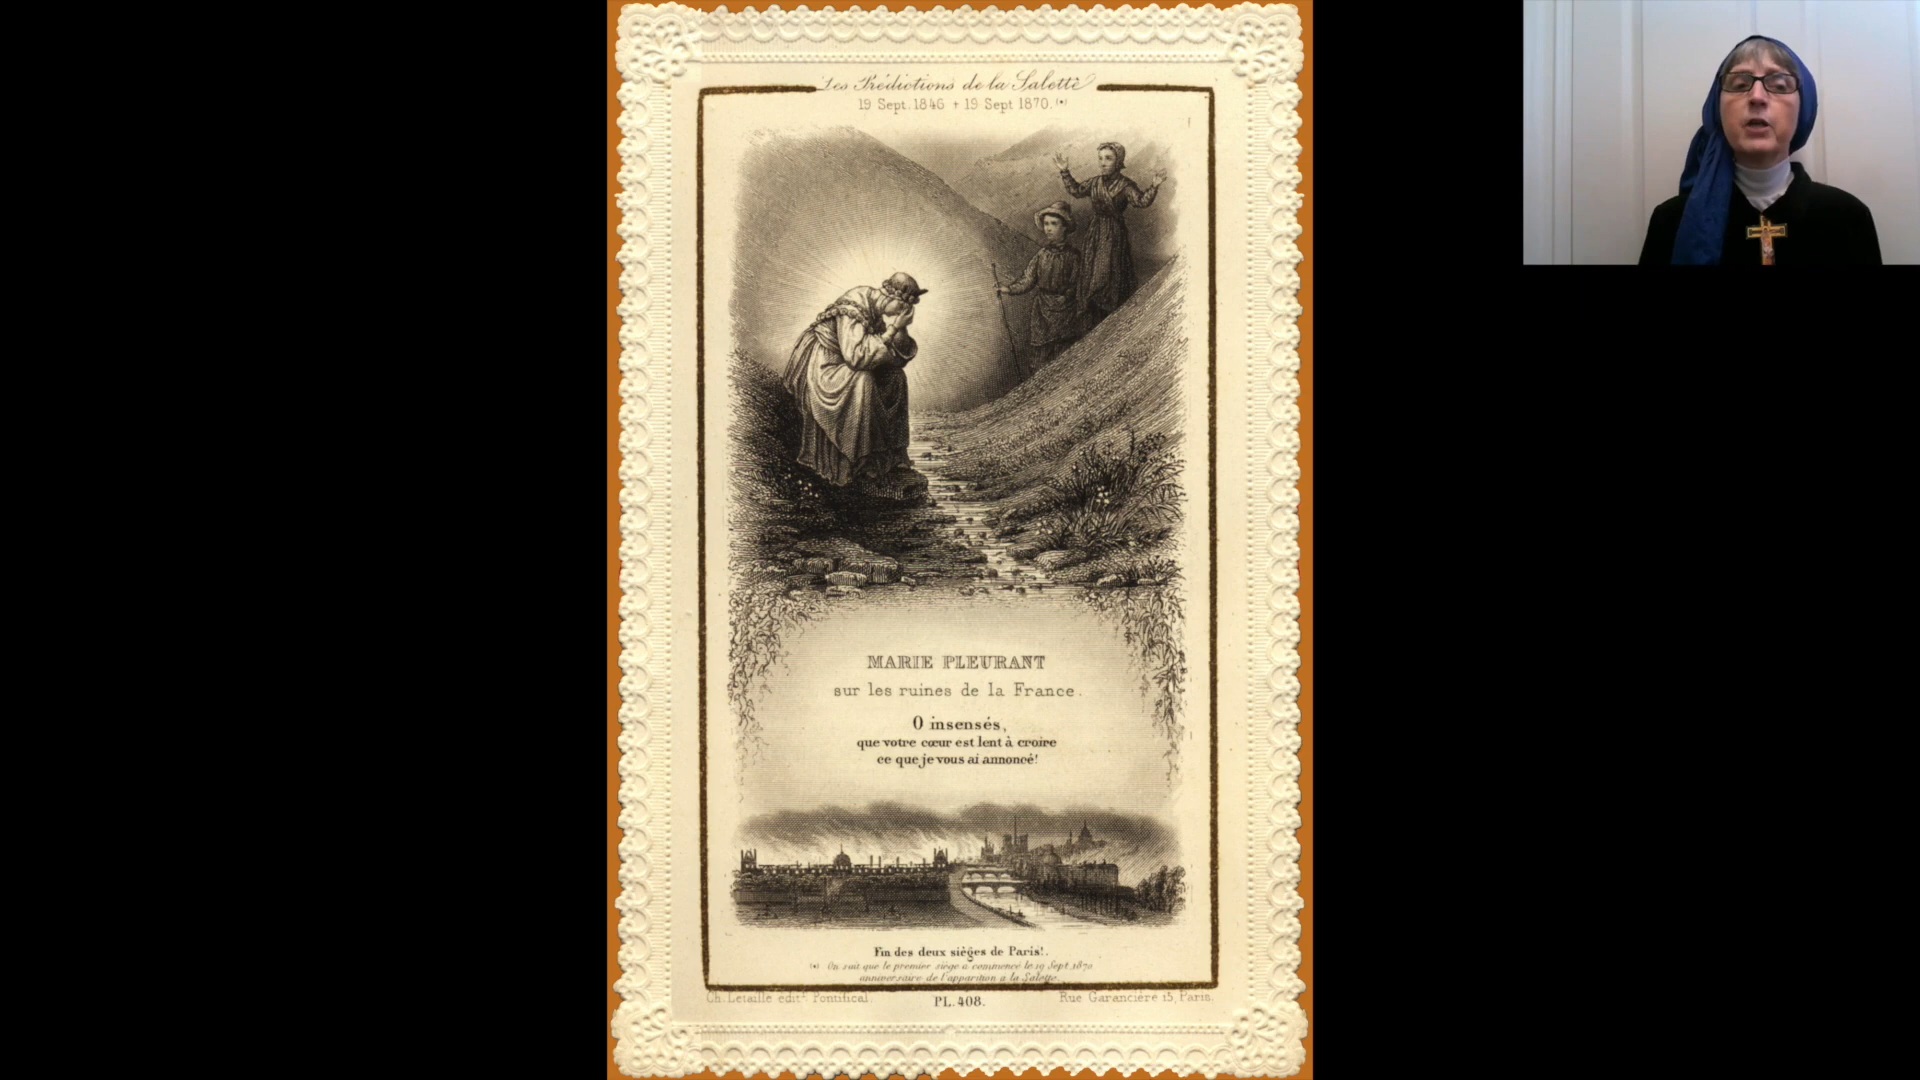 Les Prédictions de la Salette
19 Sept. 1846 + 19 Sept 1870. (*)
MARIE PLEURANT
sur les ruines de la France.
O insensés,
que votre cœur est lent à croire
ce que je vous ai annoncé!
Fin des deux sièges de Paris!.
(*) On sait que le premier siège a commencé le 19 Sept. 1870
anniversaire de l'apparition à la Salette.
Ch. Letaille édit.r Pontifical.
PL. 408.
Rue Garancière 15, Paris.